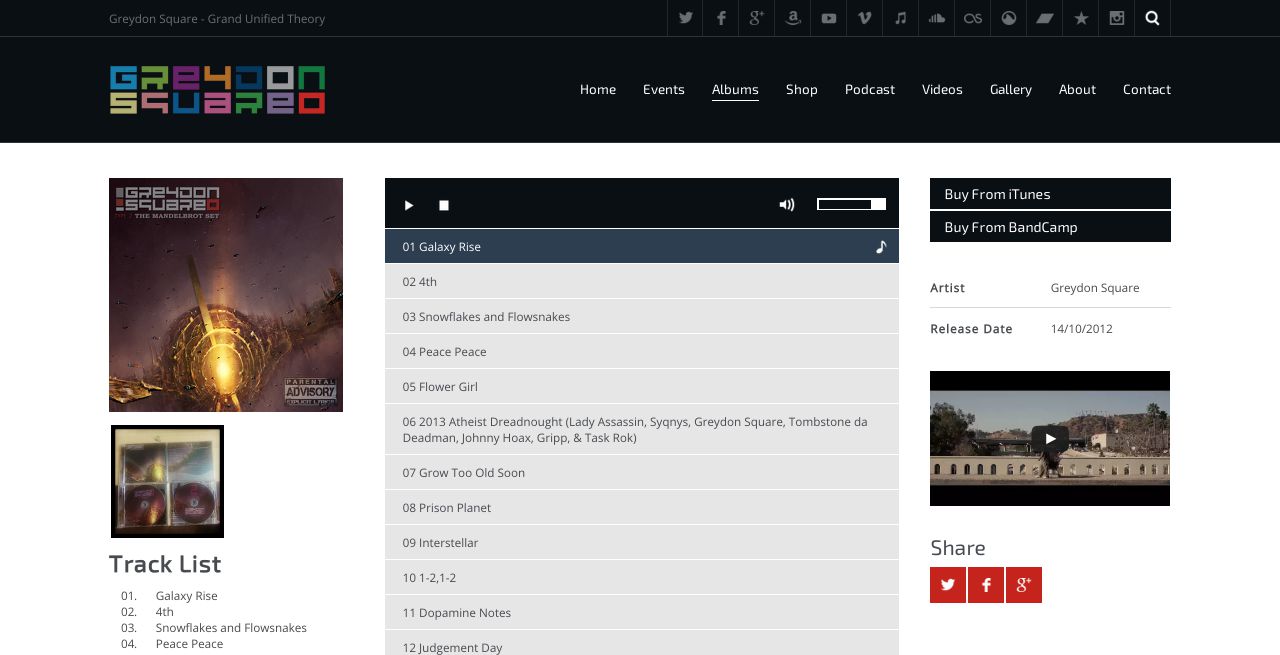 Greydon Square - Grand Unified Theory
GREYDON
SQUARED
Home Events Albums Shop Podcast Videos Gallery About Contact
GREYDON
SQUARED
THE MANDELBROT SET
PARENTAL
ADVISORY
EXPLICIT LYRICS
Track List
01. Galaxy Rise
02. 4th
03. Snowflakes and Flowsnakes
04. Peace Peace
01 Galaxy Rise
02 4th
03 Snowflakes and Flowsnakes
04 Peace Peace
05 Flower Girl
06 2013 Atheist Dreadnought (Lady Assassin, Syqnys, Greydon Square, Tombstone da
Deadman, Johnny Hoax, Gripp, & Task Rok)
07 Grow Too Old Soon
08 Prison Planet
09 Interstellar
10 1-2,1-2
11 Dopamine Notes
12 Judgement Day
Buy From iTunes
Buy From BandCamp
Artist Greydon Square
Release Date 14/10/2012
Share